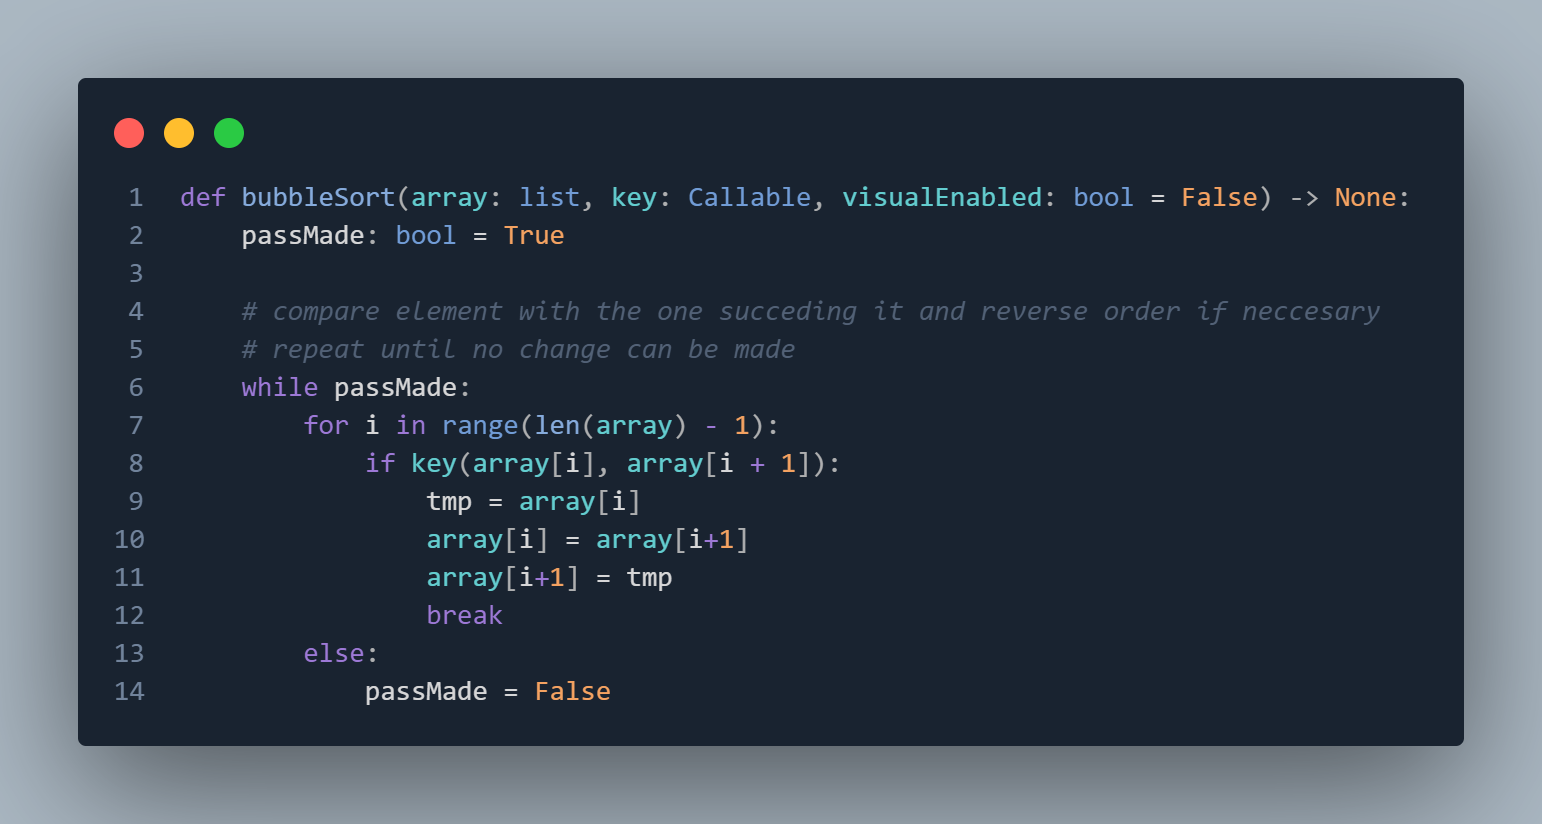 1 def bubbleSort(array: list, key: Callable, visualEnabled: bool = False) -> None:
2     passMade: bool = True
3
4     # compare element with the one succeding it and reverse order if neccesary
5     # repeat until no change can be made
6     while passMade:
7         for i in range(len(array) - 1):
8             if key(array[i], array[i + 1]):
9                 tmp = array[i]
10                 array[i] = array[i+1]
11                 array[i+1] = tmp
12                 break
13         else:
14             passMade = False